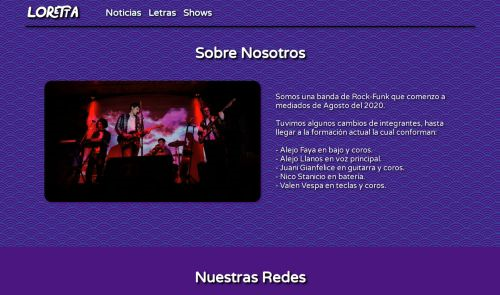 LORETTA
Noticias Letras Shows
Sobre Nosotros
Somos una banda de Rock-Funk que comenzo a
mediados de Agosto del 2020.
Tuvimos algunos cambios de integrantes, hasta
llegar a la formación actual la cual conforman:
- Alejo Faya en bajo y coros.
- Alejo Llanos en voz principal.
- Juani Gianfelice en guitarra y coros.
- Nico Stanicio en batería.
- Valen Vespa en teclas y coros.
Nuestras Redes